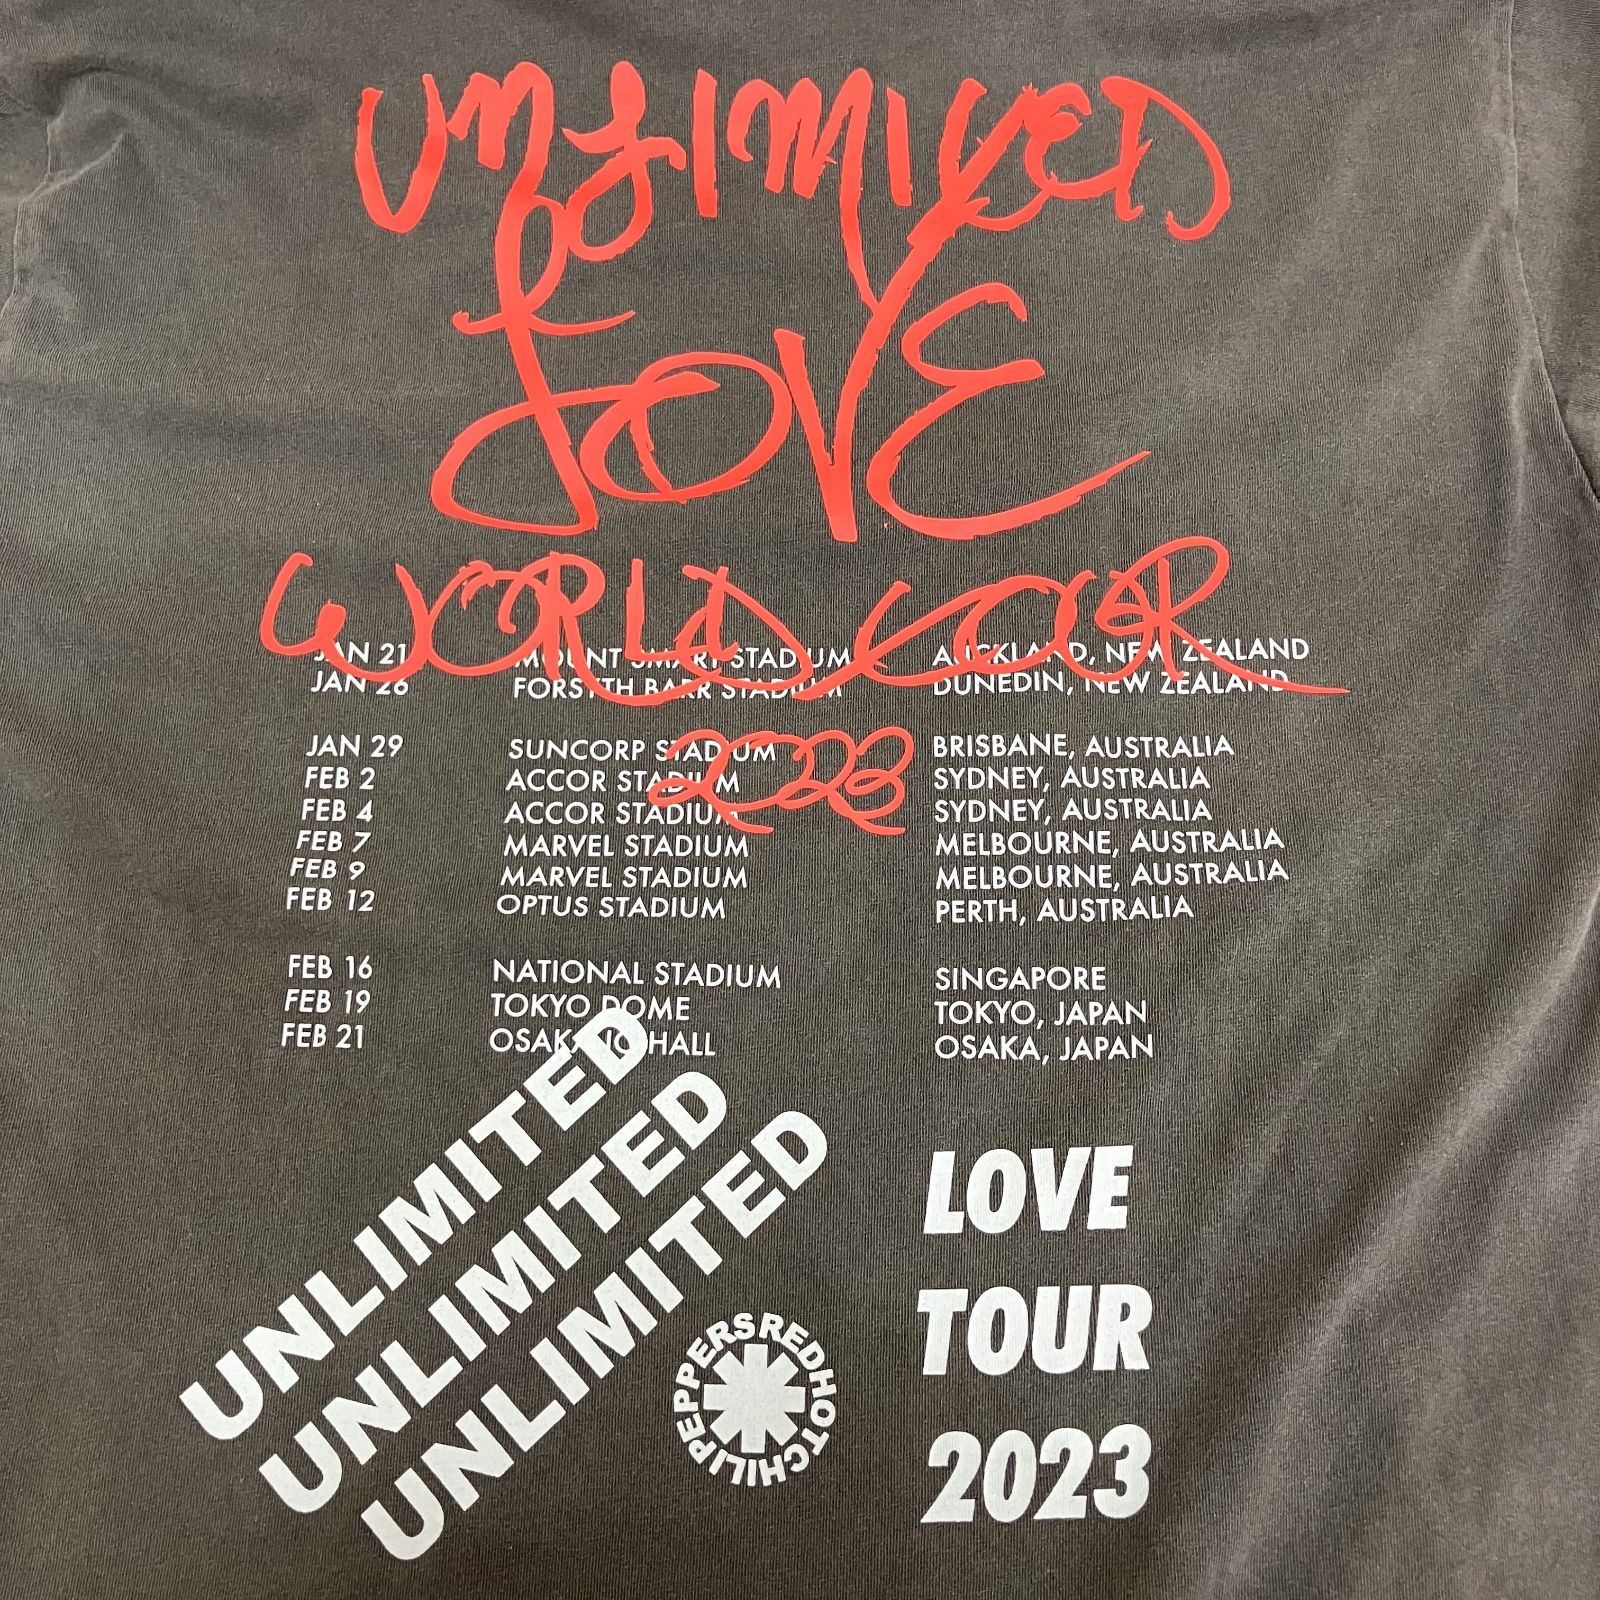 UNLIMITED
LOVE
WORLD TOUR
JAN 21 MOUNT SMART STADIUM AUCKLAND, NEW ZEALAND
JAN 26 FORSYTH BARR STADIUM DUNEDIN, NEW ZEALAND
2023
JAN 29 SUNCORP STADIUM BRISBANE, AUSTRALIA
FEB 2 ACCOR STADIUM SYDNEY, AUSTRALIA
FEB 4 ACCOR STADIUM SYDNEY, AUSTRALIA
FEB 7 MARVEL STADIUM MELBOURNE, AUSTRALIA
FEB 9 MARVEL STADIUM MELBOURNE, AUSTRALIA
FEB 12 OPTUS STADIUM PERTH, AUSTRALIA
FEB 16 NATIONAL STADIUM SINGAPORE
FEB 19 TOKYO DOME TOKYO, JAPAN
FEB 21 OSAKA HALL OSAKA, JAPAN
UNLIMITED
UNLIMITED
UNLIMITED
REDHOTCHILIPEPPERS
LOVE
TOUR
2023